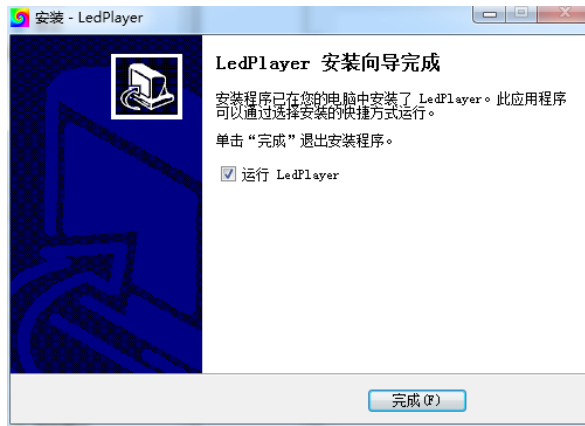 安装 - LedPlayer
LedPlayer 安装向导完成
安装程序已在您的电脑中安装了 LedPlayer。此应用程序
可以通过选择安装的快捷方式运行。
单击“完成”退出安装程序。
运行 LedPlayer
完成(F)